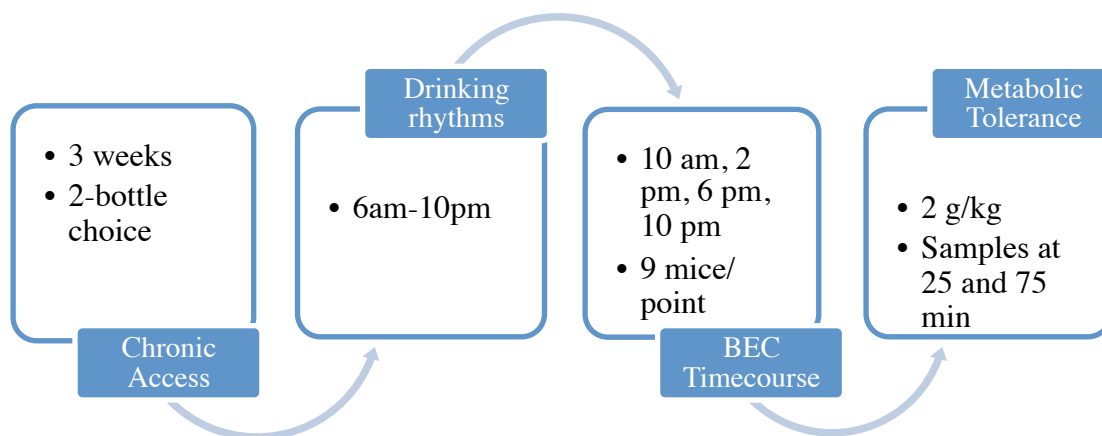 • 3 weeks
• 2-bottle
choice
Chronic
Access
Drinking
rhythms
• 6am-10pm
• 10 am, 2
pm, 6 pm,
10 pm
• 9 mice/
point
BEC
Timecourse
Metabolic
Tolerance
• 2 g/kg
• Samples at
25 and 75
min